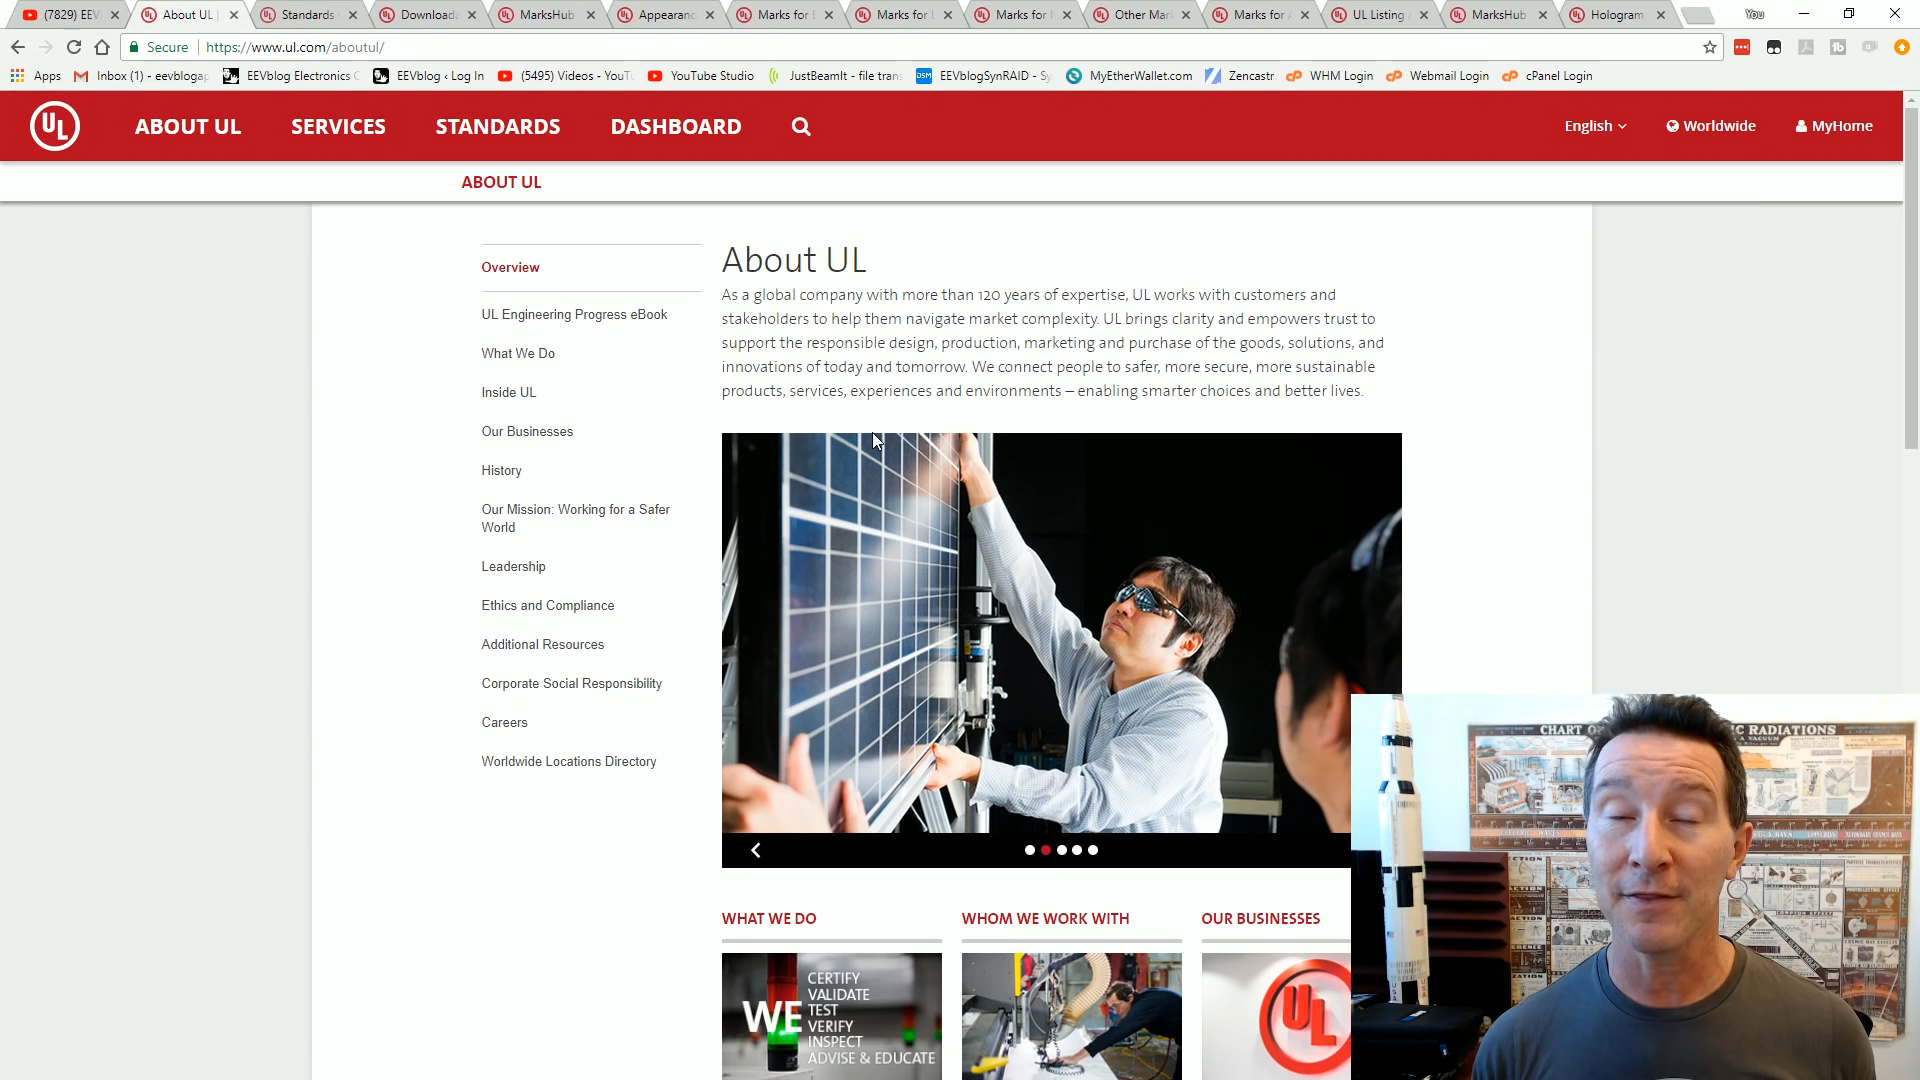 (7829) EEV
About UL
Standards
Downloada
MarksHub
Appearanc
Marks for E
Marks for
Marks for
Other Mar
Marks for
UL Listing
MarksHub
Hologram
You
Secure
https://www.ul.com/aboutul/
Apps
Inbox (1) - eevblogap
EEVblog Electronics C
EEVblog ‹ Log In
(5495) Videos - YouTu
YouTube Studio
JustBeamIt - file trans
EEVblogSynRAID - Sy
MyEtherWallet.com
Zencastr
WHM Login
Webmail Login
cPanel Login
UL
ABOUT UL
SERVICES
STANDARDS
DASHBOARD
English
Worldwide
MyHome
ABOUT UL
Overview
UL Engineering Progress eBook
What We Do
Inside UL
Our Businesses
History
Our Mission: Working for a Safer
World
Leadership
Ethics and Compliance
Additional Resources
Corporate Social Responsibility
Careers
Worldwide Locations Directory
About UL
As a global company with more than 120 years of expertise, UL works with customers and
stakeholders to help them navigate market complexity. UL brings clarity and empowers trust to
support the responsible design, production, marketing and purchase of the goods, solutions, and
innovations of today and tomorrow. We connect people to safer, more secure, more sustainable
products, services, experiences and environments – enabling smarter choices and better lives.
WHAT WE DO
WHOM WE WORK WITH
OUR BUSINESSES
WE
CERTIFY
VALIDATE
TEST
VERIFY
INSPECT
ADVISE & EDUCATE
UL
CHART O
IC RADIATIONS